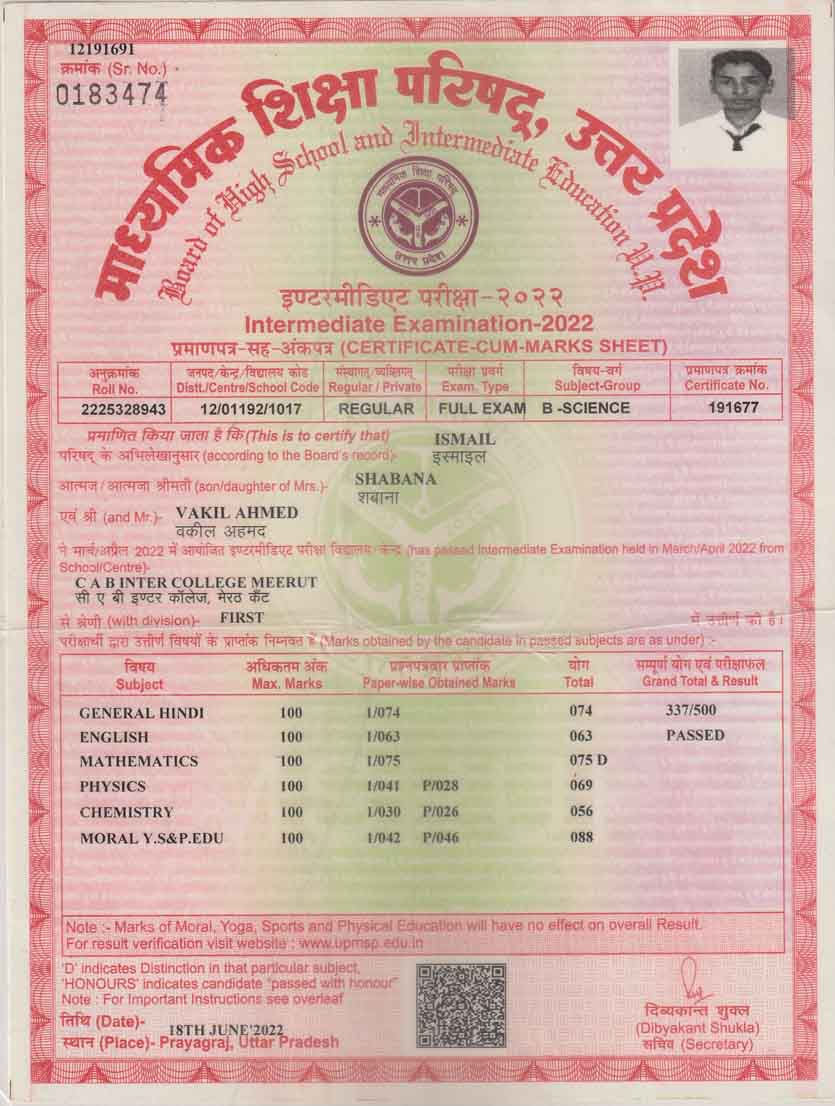 12191691
क्रमांक (Sr. No.)
0183474
माध्यमिक शिक्षा परिषद्, उत्तर प्रदेश
Board of High School and Intermediate Education U.P.
माध्यमिक शिक्षा परिषद
उत्तर प्रदेश
इण्टरमीडिएट परीक्षा-२०२२
Intermediate Examination-2022
प्रमाणपत्र-सह-अंकपत्र (CERTIFICATE-CUM-MARKS SHEET)
अनुक्रमांक जनपद/केन्द्र/विद्यालय कोड संस्थागत/व्यक्तिगत परीक्षा प्रवर्ग विषय-वर्ग प्रमाणपत्र क्रमांक
Roll No. Distt./Centre/School Code Regular / Private Exam. Type Subject-Group Certificate No.
2225328943 12/01192/1017 REGULAR FULL EXAM B -SCIENCE 191677
प्रमाणित किया जाता है कि (This is to certify that) ISMAIL
परिषद् के अभिलेखानुसार (according to the Board's record)- इस्माइल
आत्मज / आत्मजा श्रीमती (son/daughter of Mrs.)- SHABANA
शबाना
एवं श्री (and Mr.)- VAKIL AHMED
वकील अहमद
ने मार्च/अप्रैल 2022 में आयोजित इण्टरमीडिएट परीक्षा विद्यालय/केन्द्र (has passed Intermediate Examination held in March/April 2022 from
School/Centre)-
C A B INTER COLLEGE MEERUT
सी ए बी इण्टर कॉलेज, मेरठ कैंट
से श्रेणी (with division)- FIRST में उत्तीर्ण की है।
परीक्षार्थी द्वारा उत्तीर्ण विषयों के प्राप्तांक निम्नवत है (Marks obtained by the candidate in passed subjects are as under) :-
विषय अधिकतम अंक प्रश्नपत्रवार प्राप्तांक योग सम्पूर्ण योग एवं परीक्षाफल
Subject Max. Marks Paper-wise Obtained Marks Total Grand Total & Result
GENERAL HINDI 100 1/074 074 337/500
ENGLISH 100 1/063 063 PASSED
MATHEMATICS 100 1/075 075 D
PHYSICS 100 1/041 P/028 069
CHEMISTRY 100 1/030 P/026 056
MORAL Y.S&P.EDU 100 1/042 P/046 088
Note :- Marks of Moral, Yoga, Sports and Physical Education will have no effect on overall Result.
For result verification visit website : www.upmsp.edu.in
'D' indicates Distinction in that particular subject,
'HONOURS' indicates candidate "passed with honour"
Note : For Important Instructions see overleaf
तिथि (Date)- 18TH JUNE'2022
स्थान (Place)- Prayagraj, Uttar Pradesh
दिव्यकान्त शुक्ल
(Dibyakant Shukla)
सचिव (Secretary)